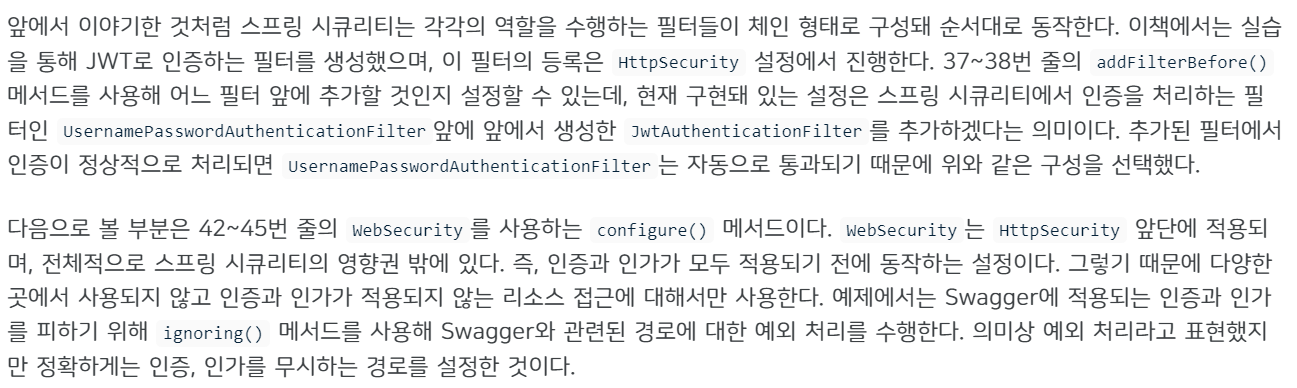 앞에서 이야기한 것처럼 스프링 시큐리티는 각각의 역할을 수행하는 필터들이 체인 형태로 구성돼 순서대로 동작한다. 이책에서는 실습
을 통해 JWT로 인증하는 필터를 생성했으며, 이 필터의 등록은 HttpSecurity 설정에서 진행한다. 37~38번 줄의 addFilterBefore()
메서드를 사용해 어느 필터 앞에 추가할 것인지 설정할 수 있는데, 현재 구현돼 있는 설정은 스프링 시큐리티에서 인증을 처리하는 필
터인 UsernamePasswordAuthenticationFilter 앞에 앞에서 생성한 JwtAuthenticationFilter 를 추가하겠다는 의미이다. 추가된 필터에서
인증이 정상적으로 처리되면 UsernamePasswordAuthenticationFilter 는 자동으로 통과되기 때문에 위와 같은 구성을 선택했다.
다음으로 볼 부분은 42~45번 줄의 WebSecurity 를 사용하는 configure() 메서드이다. WebSecurity 는 HttpSecurity 앞단에 적용되
며, 전체적으로 스프링 시큐리티의 영향권 밖에 있다. 즉, 인증과 인가가 모두 적용되기 전에 동작하는 설정이다. 그렇기 때문에 다양한
곳에서 사용되지 않고 인증과 인가가 적용되지 않는 리소스 접근에 대해서만 사용한다. 예제에서는 Swagger에 적용되는 인증과 인가
를 피하기 위해 ignoring() 메서드를 사용해 Swagger와 관련된 경로에 대한 예외 처리를 수행한다. 의미상 예외 처리라고 표현했지
만 정확하게는 인증, 인가를 무시하는 경로를 설정한 것이다.